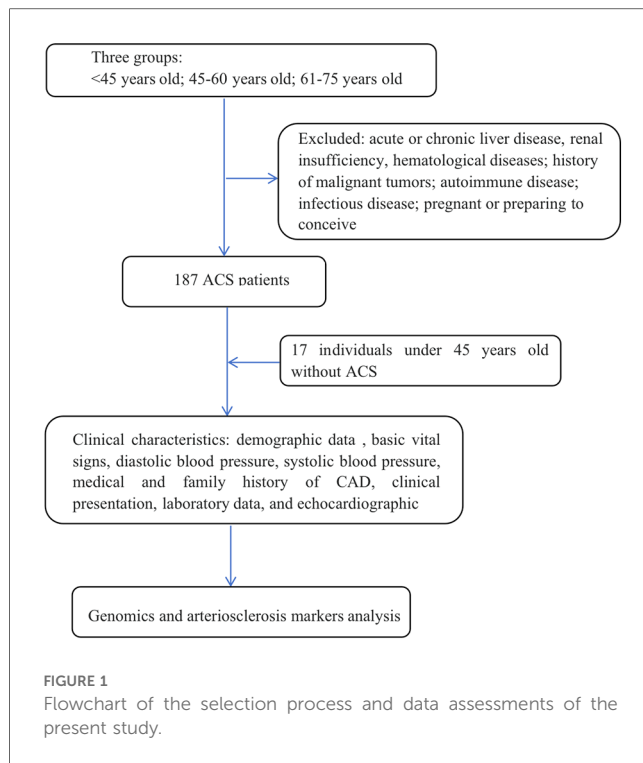 Three groups:
<45 years old; 45-60 years old; 61-75 years old
Excluded: acute or chronic liver disease, renal
insufficiency, hematological diseases; history
of malignant tumors; autoimmune disease;
infectious disease; pregnant or preparing to
conceive
187 ACS patients
17 individuals under 45 years old
without ACS
Clinical characteristics: demographic data , basic vital
signs, diastolic blood pressure, systolic blood pressure,
medical and family history of CAD, clinical
presentation, laboratory data, and echocardiographic
Genomics and arteriosclerosis markers analysis
FIGURE 1
Flowchart of the selection process and data assessments of the
present study.